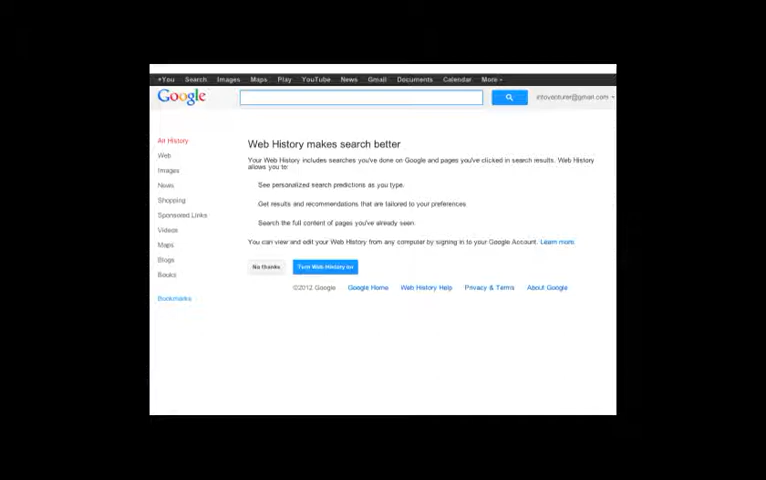 +You Search Images Maps Play YouTube News Gmail Documents Calendar More
Google
All History
Web
Images
News
Shopping
Sponsored Links
Videos
Maps
Blogs
Books
Bookmarks
Web History makes search better
Your Web History includes searches you've done on Google and pages you've clicked in search results. Web History
allows you to:
See personalized search predictions as you type.
Get results and recommendations that are tailored to your preferences
Search the full content of pages you've already seen.
You can view and edit your Web History from any computer by signing in to your Google Account. Learn more.
No thanks Turn Web History on
©2012 Google Google Home Web History Help Privacy & Terms About Google